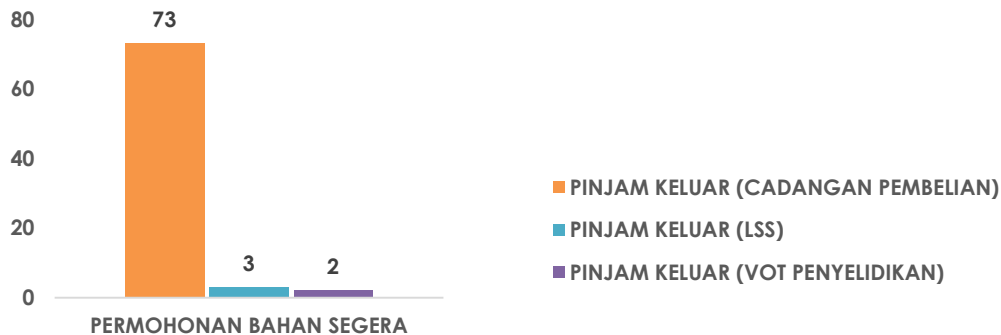 80
73
60
40
20
3
2
0
PERMOHONAN BAHAN SEGERA
PINJAM KELUAR (CADANGAN PEMBELIAN)
PINJAM KELUAR (LSS)
PINJAM KELUAR (VOT PENYELIDIKAN)